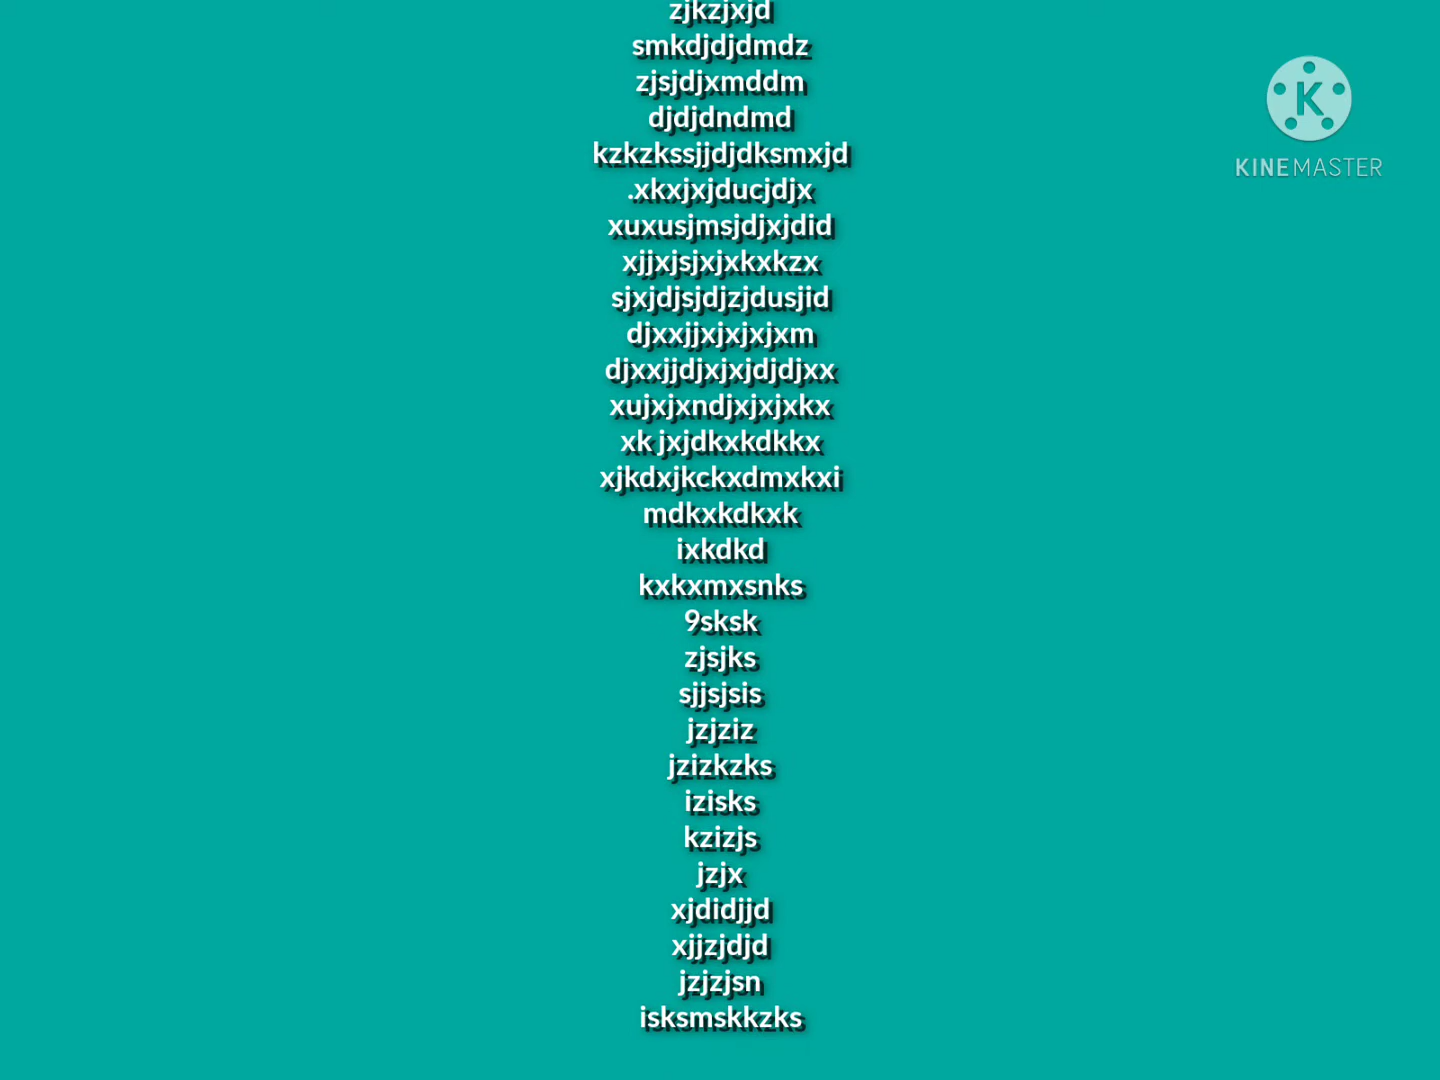 zjkzjxjd
smkdjdjdmdz
zjsjdjxmddm
djdjdndmd
kzkzkssjjdjdksmxjd
.xkxjxjducjdjx
xuxusjmsjdjxjdid
xjjxjsjxjxkxkzx
sjxjdjsjdjzjdusjid
djxxjjxjxjxjxm
djxxjjdjxjxjdjdjxx
xujxjxndjxjxjxkx
xk jxjdkxkdkkx
xjkdxjkckxdmxkxi
mdkxkdkxk
ixkdkd
kxkxmxsnks
9sksk
zjsjks
sjjsjsis
jzjziz
jzizkzks
izisks
kzizjs
jzjx
xjdidjjd
xjjzjdjd
jzjzjsn
isksmskkzks
K
KINEMASTER